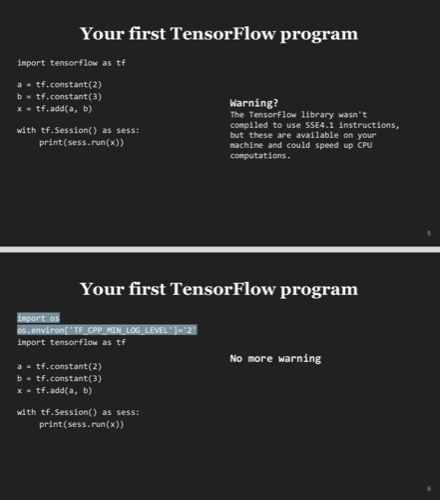 Your first TensorFlow program
import tensorflow as tf
a = tf.constant(2)
b = tf.constant(3)
x = tf.add(a, b)
with tf.Session() as sess:
print(sess.run(x))
Warning?
The TensorFlow library wasn't
compiled to use SSE4.1 instructions,
but these are available on your
machine and could speed up CPU
computations.
5
Your first TensorFlow program
import os
os.environ['TF_CPP_MIN_LOG_LEVEL']='2'
import tensorflow as tf
a = tf.constant(2)
b = tf.constant(3)
x = tf.add(a, b)
with tf.Session() as sess:
print(sess.run(x))
No more warning
6